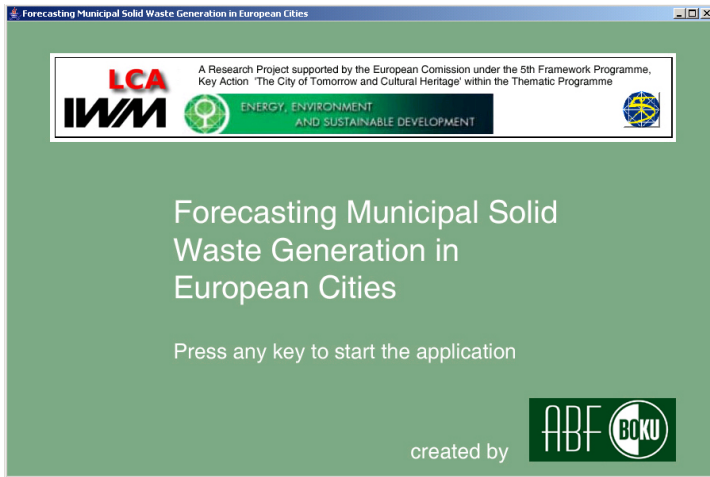 Forecasting Municipal Solid Waste Generation in European Cities
LCA
IWM
A Research Project supported by the European Comission under the 5th Framework Programme,
Key Action 'The City of Tomorrow and Cultural Heritage' within the Thematic Programme
ENERGY, ENVIRONMENT
AND SUSTAINABLE DEVELOPMENT
5
Forecasting Municipal Solid
Waste Generation in
European Cities
Press any key to start the application
created by
ABF
BOKU